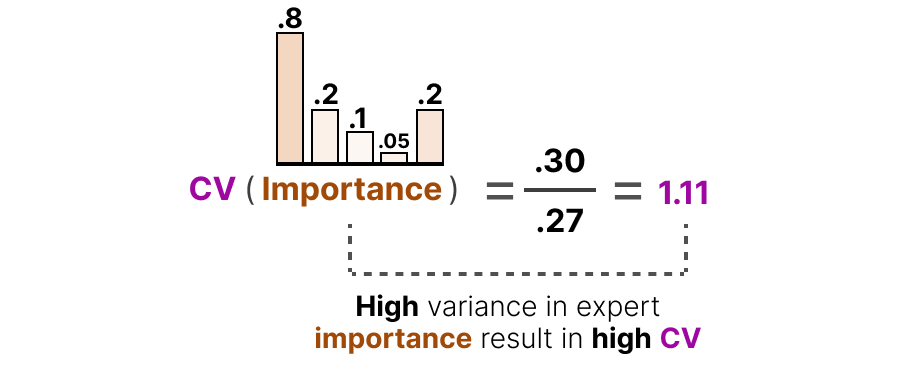 .8
.2
.1
.05
.2
CV ( Importance ) = .30 / .27 = 1.11
High variance in expert
importance result in high CV